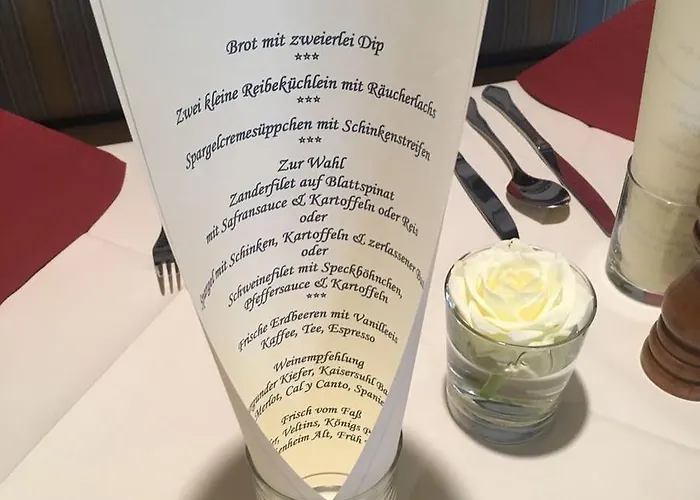 Brot mit zweierlei Dip
***
Zwei kleine Reibeküchlein mit Räucherlachs
***
Spargelcremesüppchen mit Schinkenstreifen
***
Zur Wahl
Zanderfilet auf Blattspinat
mit Safransauce & Kartoffeln oder Reis
oder
Spargel mit Schinken, Kartoffeln & zerlassener
oder
Schweinefilet mit Speckböhnchen,
Pfeffersauce & Kartoffeln
***
Frische Erdbeeren mit Vanilleeis
Kaffee, Tee, Espresso
Weinempfehlung
Kiefer, Kaisersuhl
Merlot, Cal y Canto,
Frisch vom Faß
Veltins, Königs
Alt, Früh